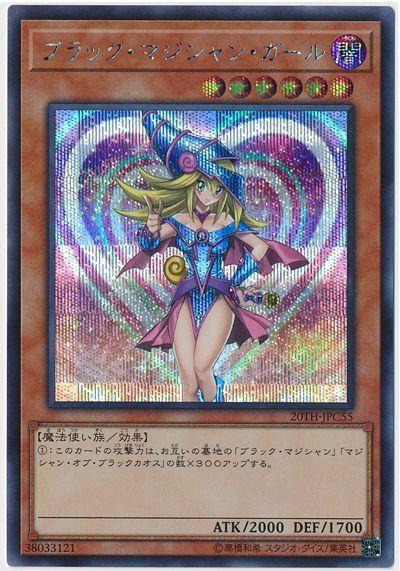 ブラック・マジシャン・ガール
闇
20TH-JPC55
【魔法使い族／効果】
①：このカードの攻撃力は、お互いの墓地の「ブラック・マジシャン」「マジ
シャン・オブ・ブラックカオス」の数×３００アップする。
ATK/2000 DEF/1700
38033121
©高橋和希 スタジオ・ダイス/集英社